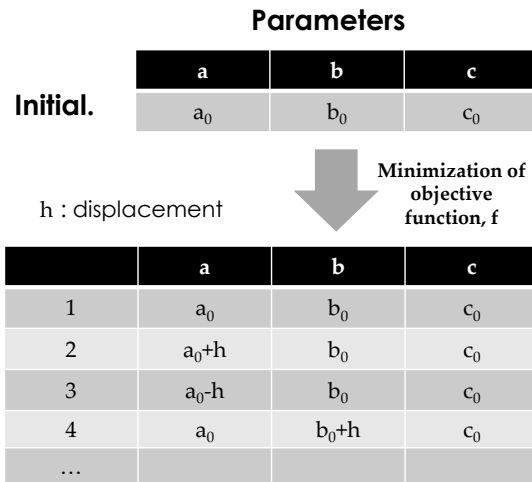 Parameters
a b c
Initial. a₀ b₀ c₀
Minimization of
objective
function, f
h : displacement
a b c
1 a₀ b₀ c₀
2 a₀+h b₀ c₀
3 a₀-h b₀ c₀
4 a₀ b₀+h c₀
…